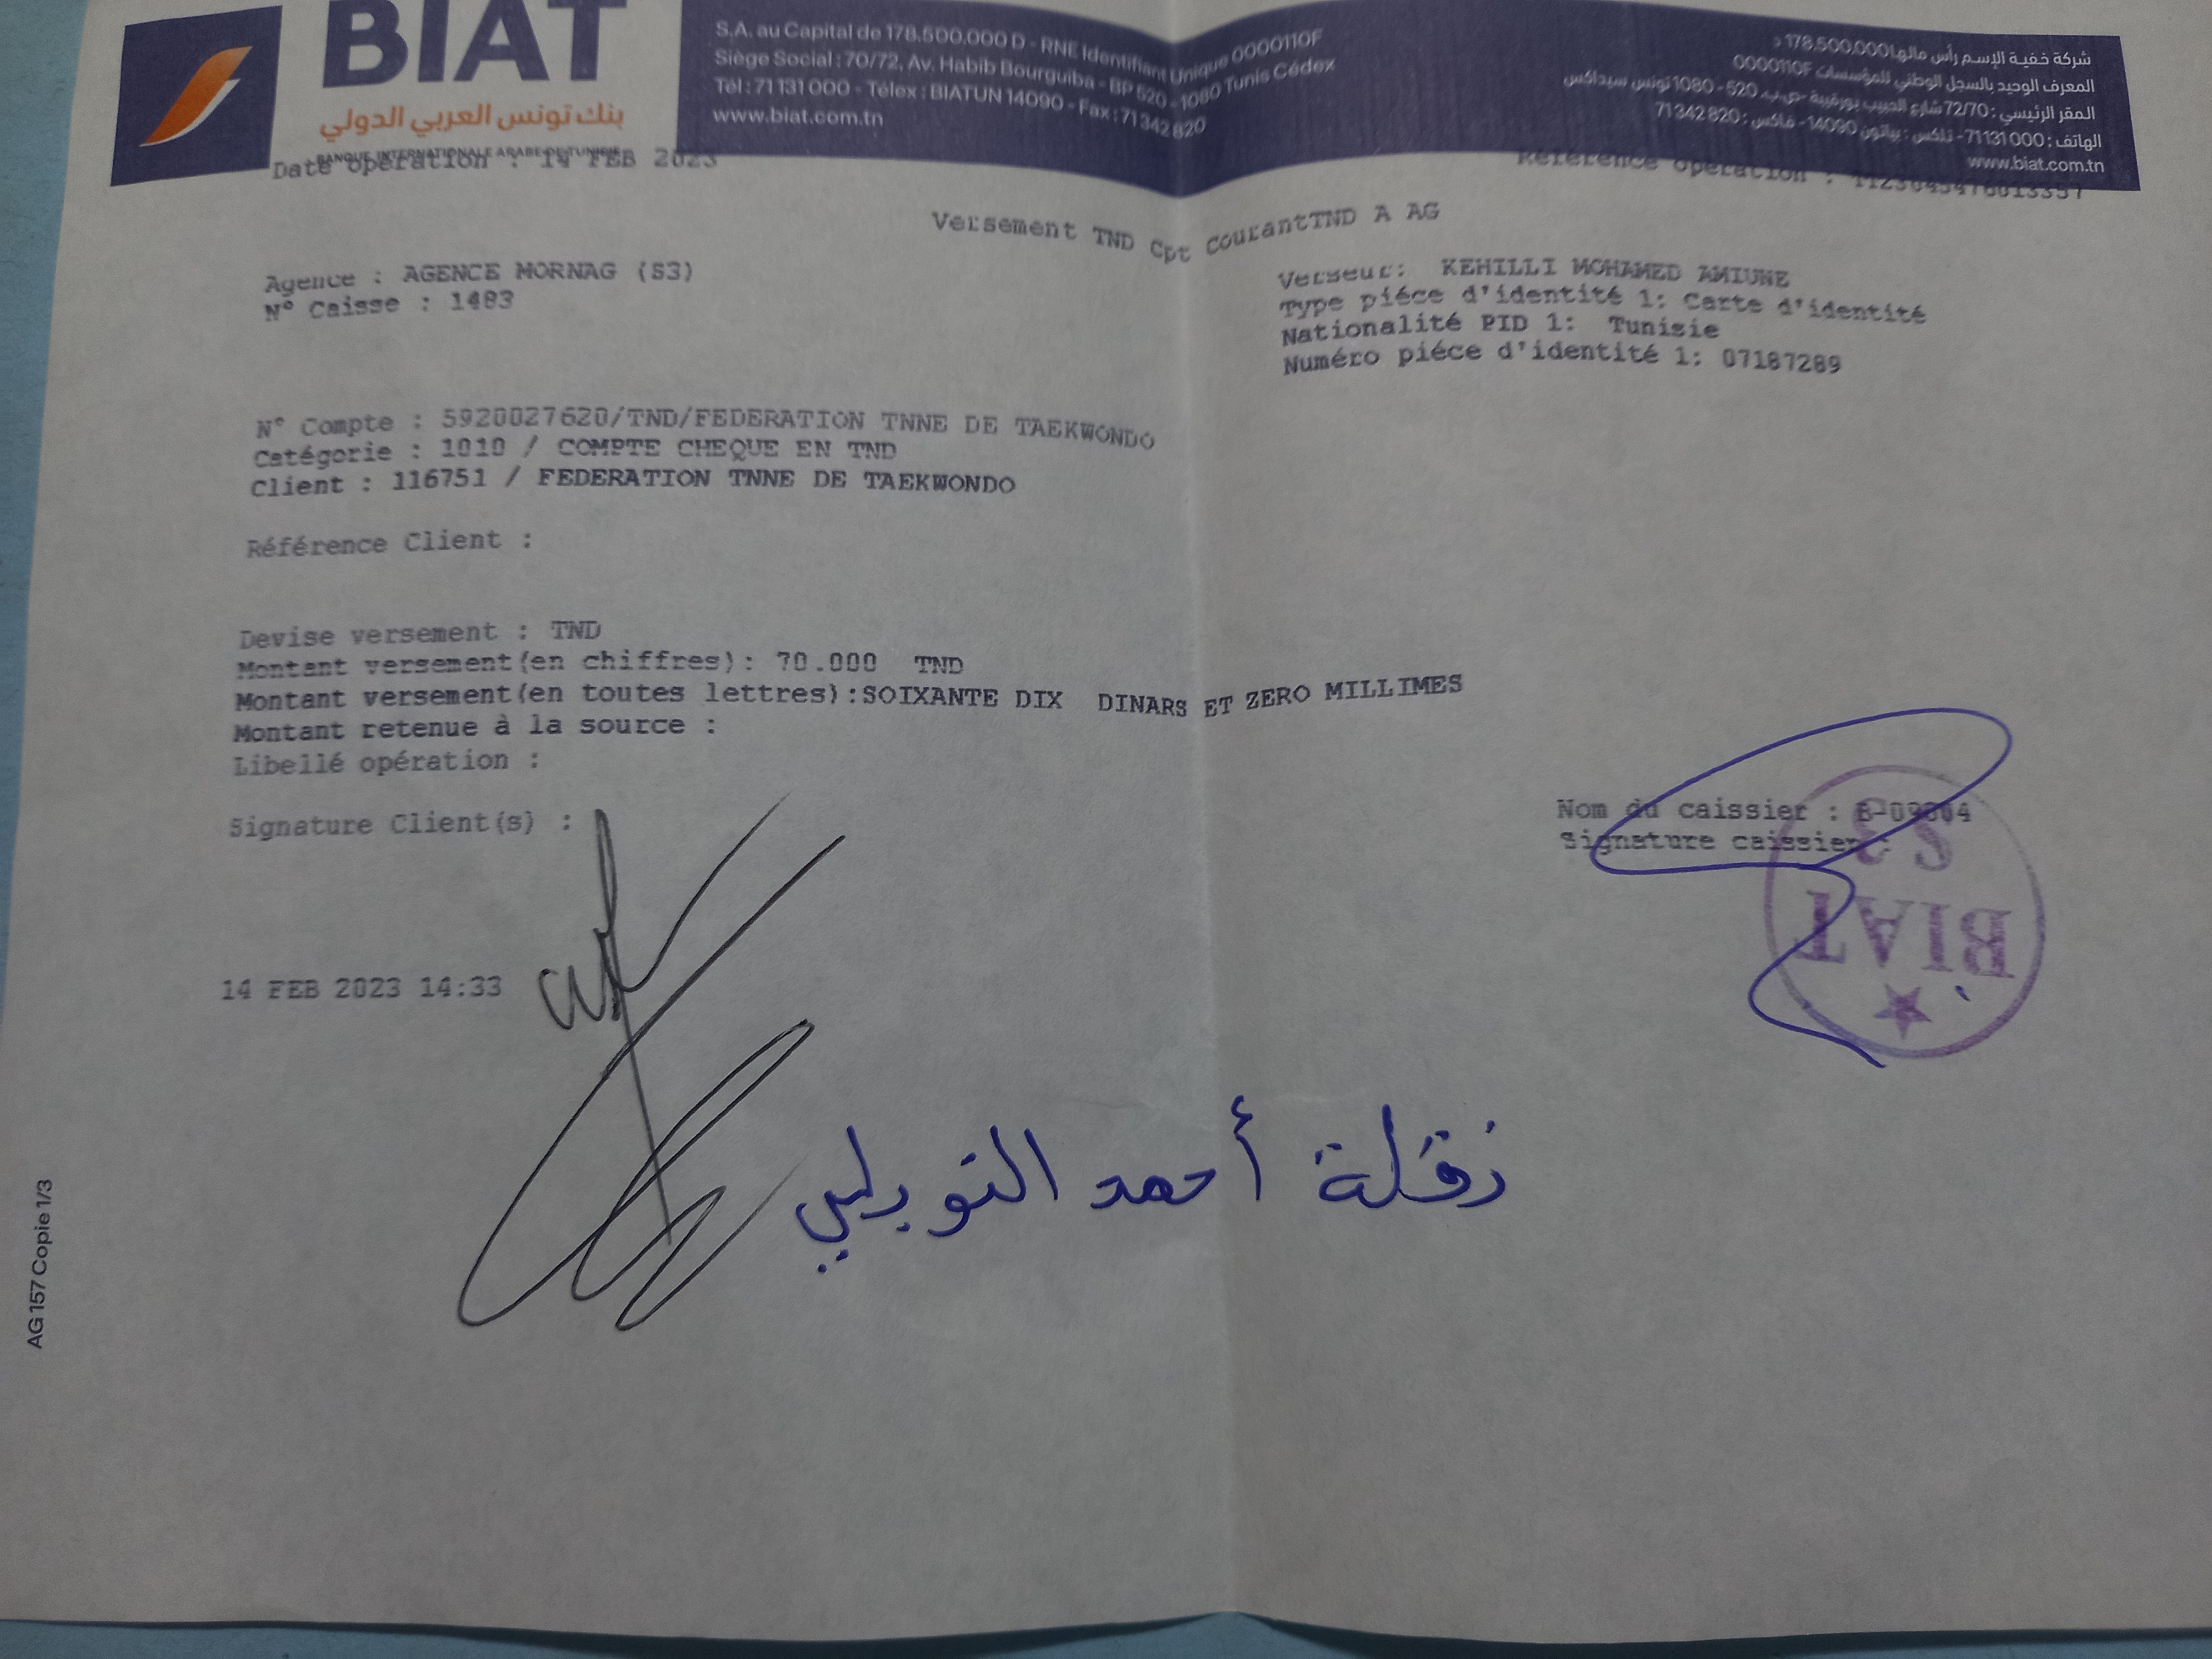 BIAT
بنك تونس العربي الدولي
BANQUE INTERNATIONALE ARABE DE TUNISIE
S.A. au Capital de 178.500.000 D - RNE Identifiant Unique 0000110F
Siège Social : 70/72, Av. Habib Bourguiba - BP 520 - 1080 Tunis Cédex
Tél : 71 131 000 - Télex : BIATUN 14090 - Fax : 71 342 820
www.biat.com.tn
شركة خفية الإسم رأس مالها 178.500.000 د
المعرف الوحيد بالسجل الوطني للمؤسسات 0000110F
المقر الرئيسي : 72/70 شارع الحبيب بورقيبة -ص.ب. 520 - 1080 تونس سيداكس
الهاتف : 71131 000 - تلكس : بياتون 14090 - فاكس : 71 342 820
www.biat.com.tn
Date opération : 14 FEB 2023
Référence opération :
Versement TND Cpt CourantTND A AG
Agence : AGENCE MORNAG (S3)
N° Caisse : 1483
Verseur: KEHILLI MOHAMED AMIUNE
Type piéce d'identité 1: Carte d'identité
Nationalité PID 1: Tunisie
Numéro piéce d'identité 1: 07187289
N° Compte : 5920027620/TND/FEDERATION TNNE DE TAEKWONDO
Catégorie : 1010 / COMPTE CHEQUE EN TND
Client : 116751 / FEDERATION TNNE DE TAEKWONDO
Référence Client :
Devise versement : TND
Montant versement(en chiffres): 70.000 TND
Montant versement(en toutes lettres):SOIXANTE DIX DINARS ET ZERO MILLIMES
Montant retenue à la source :
Libellé opération :
Signature Client(s) :
Nom du caissier :
Signature caissier :
S3
BIAT
14 FEB 2023 14:33
أحمد
AG 157 Copie 1/3